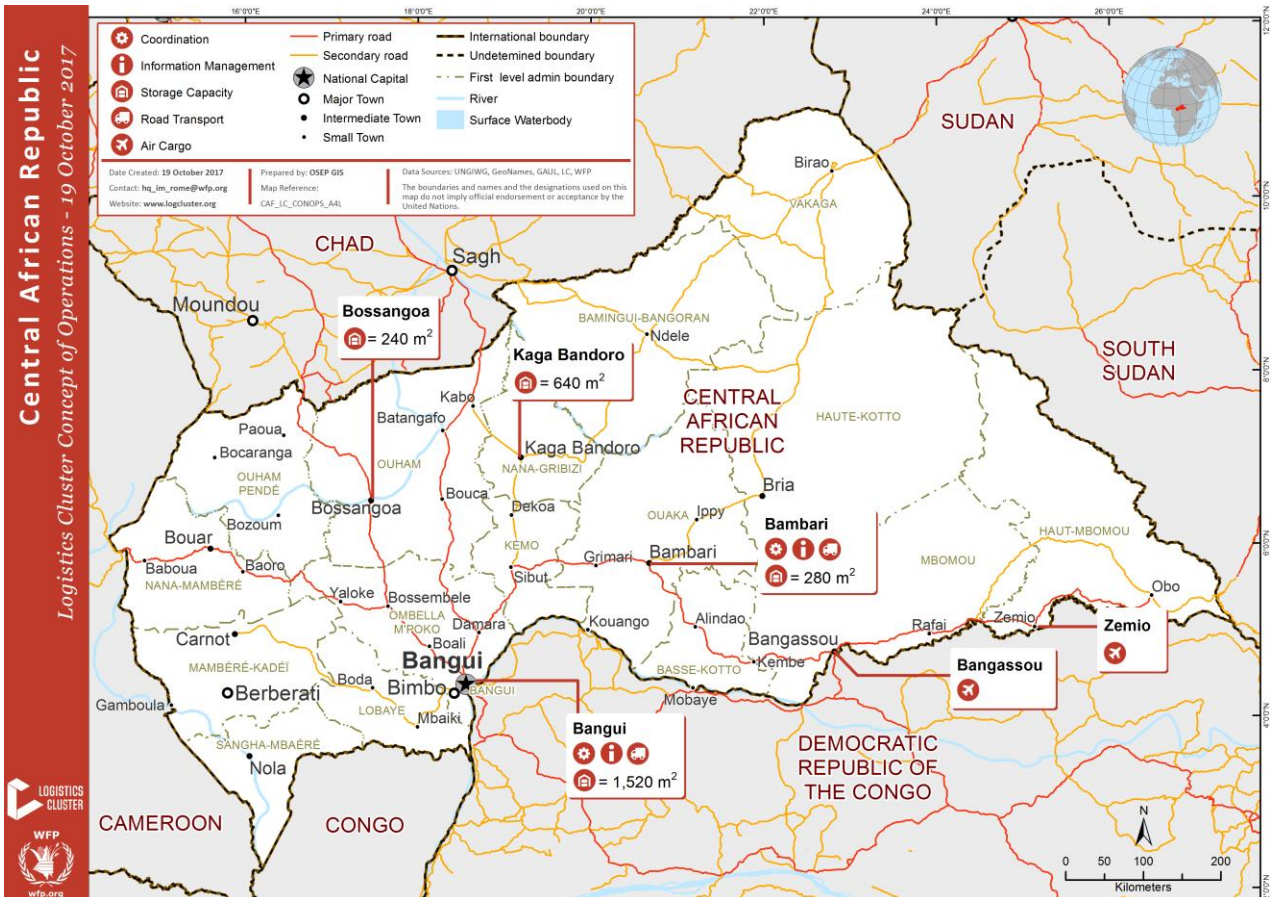 Central African Republic
Logistics Cluster Concept of Operations - 19 October 2017
LOGISTICS
CLUSTER
WFP
wfp.org
16°0'0"E
18°0'0"E
20°0'0"E
22°0'0"E
24°0'0"E
26°0'0"E
12°0'0"N
10°0'0"N
8°0'0"N
6°0'0"N
4°0'0"N
2°0'0"N
Coordination
Information Management
Storage Capacity
Road Transport
Air Cargo
Primary road
Secondary road
National Capital
Major Town
Intermediate Town
Small Town
International boundary
Undetemined boundary
First level admin boundary
River
Surface Waterbody
Date Created: 19 October 2017
Contact: hq_im_rome@wfp.org
Website: www.logcluster.org
Prepared by: OSEP GIS
Map Reference:
CAF_LC_CONOPS_A4L
Data Sources: UNGIWG, GeoNames, GAUL, LC, WFP
The boundaries and names and the designations used on this
map do not imply official endorsement or acceptance by the
United Nations.
SUDAN
Birao
VAKAGA
CHAD
Sagh
Moundou
Bossangoa
= 240 m²
BAMINGUI-BANGORAN
Ndele
Kaga Bandoro
= 640 m²
SOUTH
SUDAN
CENTRAL
AFRICAN
REPUBLIC
HAUTE-KOTTO
Kabo
Batangafo
Paoua
Bocaranga
OUHAM
PENDÉ
OUHAM
Kaga Bandoro
NANA-GRIBIZI
Bria
Bossangoa
Bouca
Dekoa
Bozoum
OUAKA
Ippy
Bambari
= 280 m²
HAUT-MBOMOU
Bouar
KÉMO
Grimari
Bambari
MBOMOU
Baboua
Baoro
NANA-MAMBÉRÉ
Sibut
Obo
Yaloke
Bossembele
OMBELLA
M'POKO
Damara
Kouango
Alindao
Rafai
Zemio
Zemio
Carnot
Boali
Bangassou
Bangui
MAMBÉRÉ-KADÉÏ
BASSE-KOTTO
Kembe
Bangassou
Berberati
Boda
Bimbo
BANGUI
Mobaye
Gamboula
LOBAYE
Mbaiki
Bangui
= 1,520 m²
SANGHA-MBAÉRÉ
Nola
DEMOCRATIC
REPUBLIC OF
THE CONGO
CAMEROON
CONGO
N
0 50 100 200
Kilometers